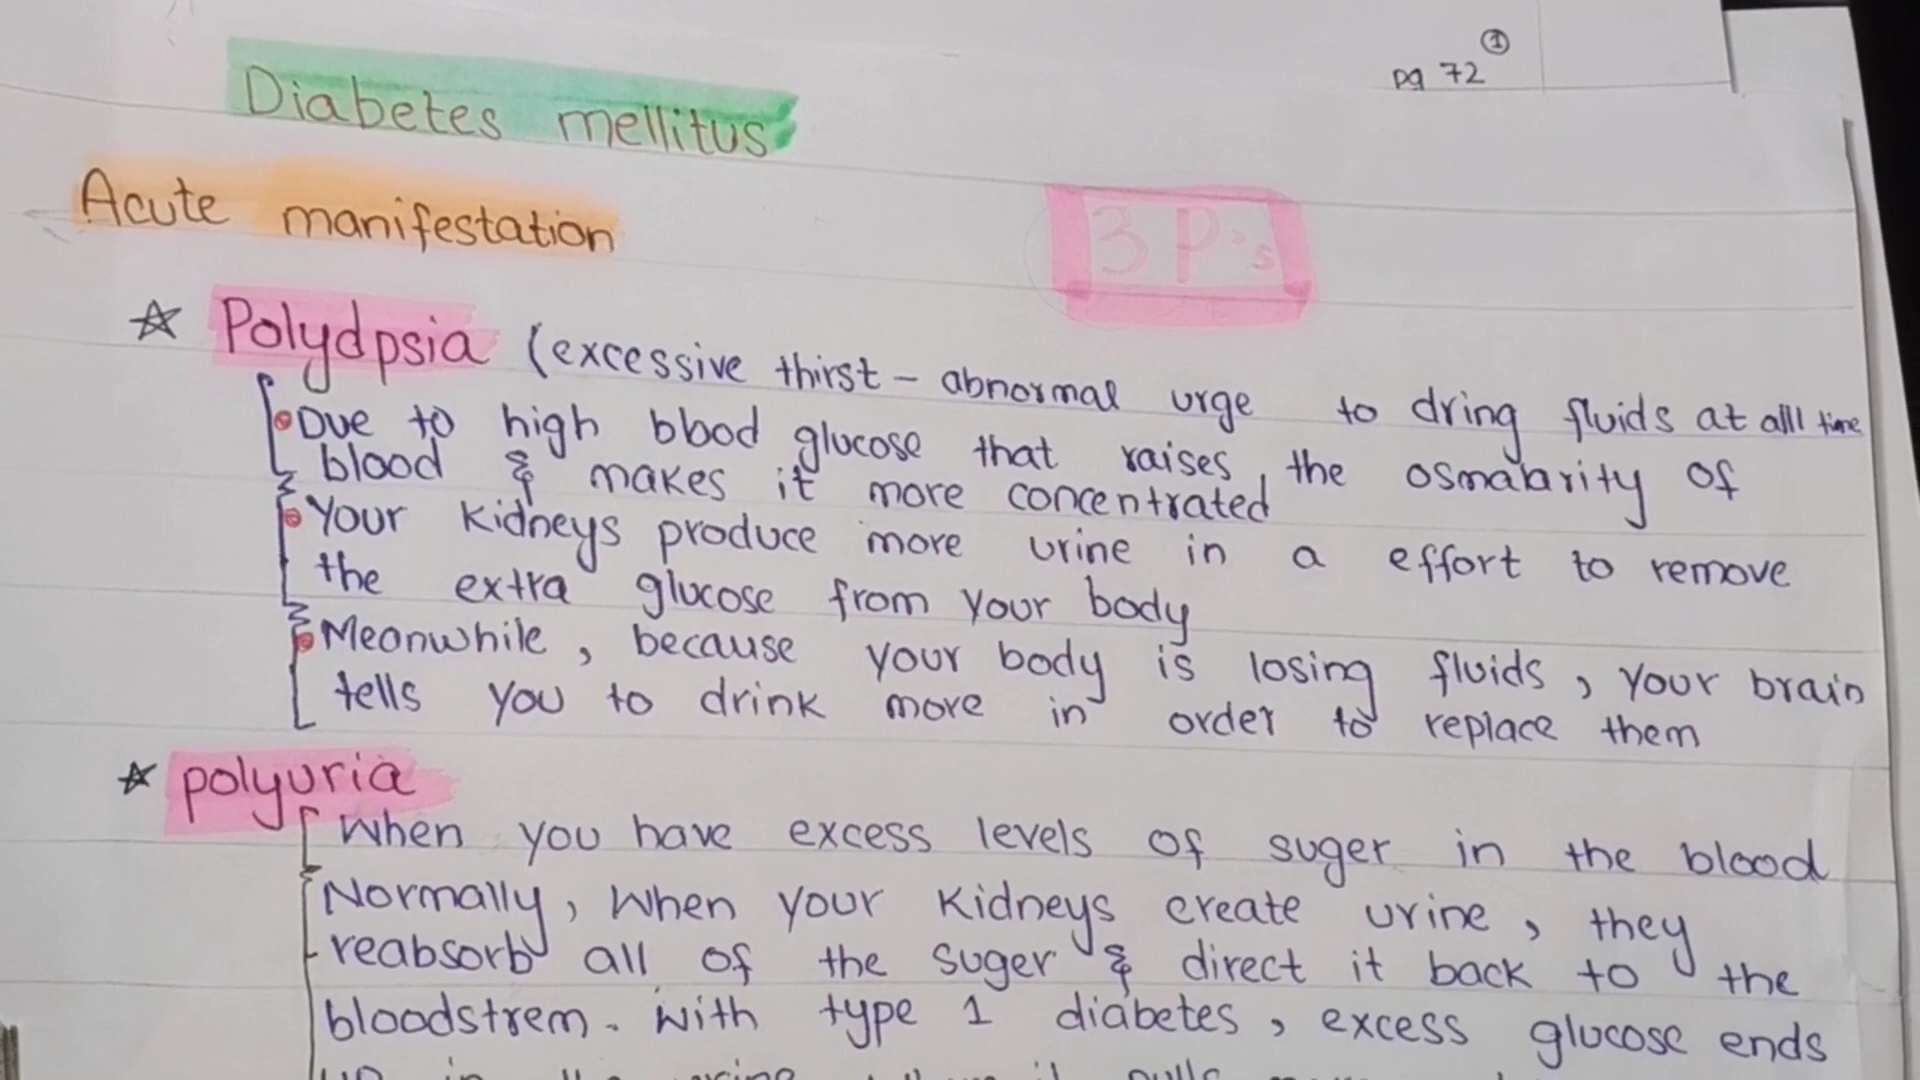 pg 72 ①
Diabetes mellitus
Acute manifestation
3 P's
☆ Polydpsia (excessive thirst - abnormal urge to dring fluids at alll time
Due to high blood glucose that raises, the osmalarity of
blood & makes it more concentrated
Your kidneys produce more urine in a effort to remove
the extra glucose from your body
Meanwhile, because your body is losing fluids, your brain
tells you to drink more in order to replace them
☆ polyuria
When you have excess levels of suger in the blood
Normally, When your kidneys create urine, they
reabsorb all of the suger & direct it back to the
bloodstrem. With type 1 diabetes, excess glucose ends